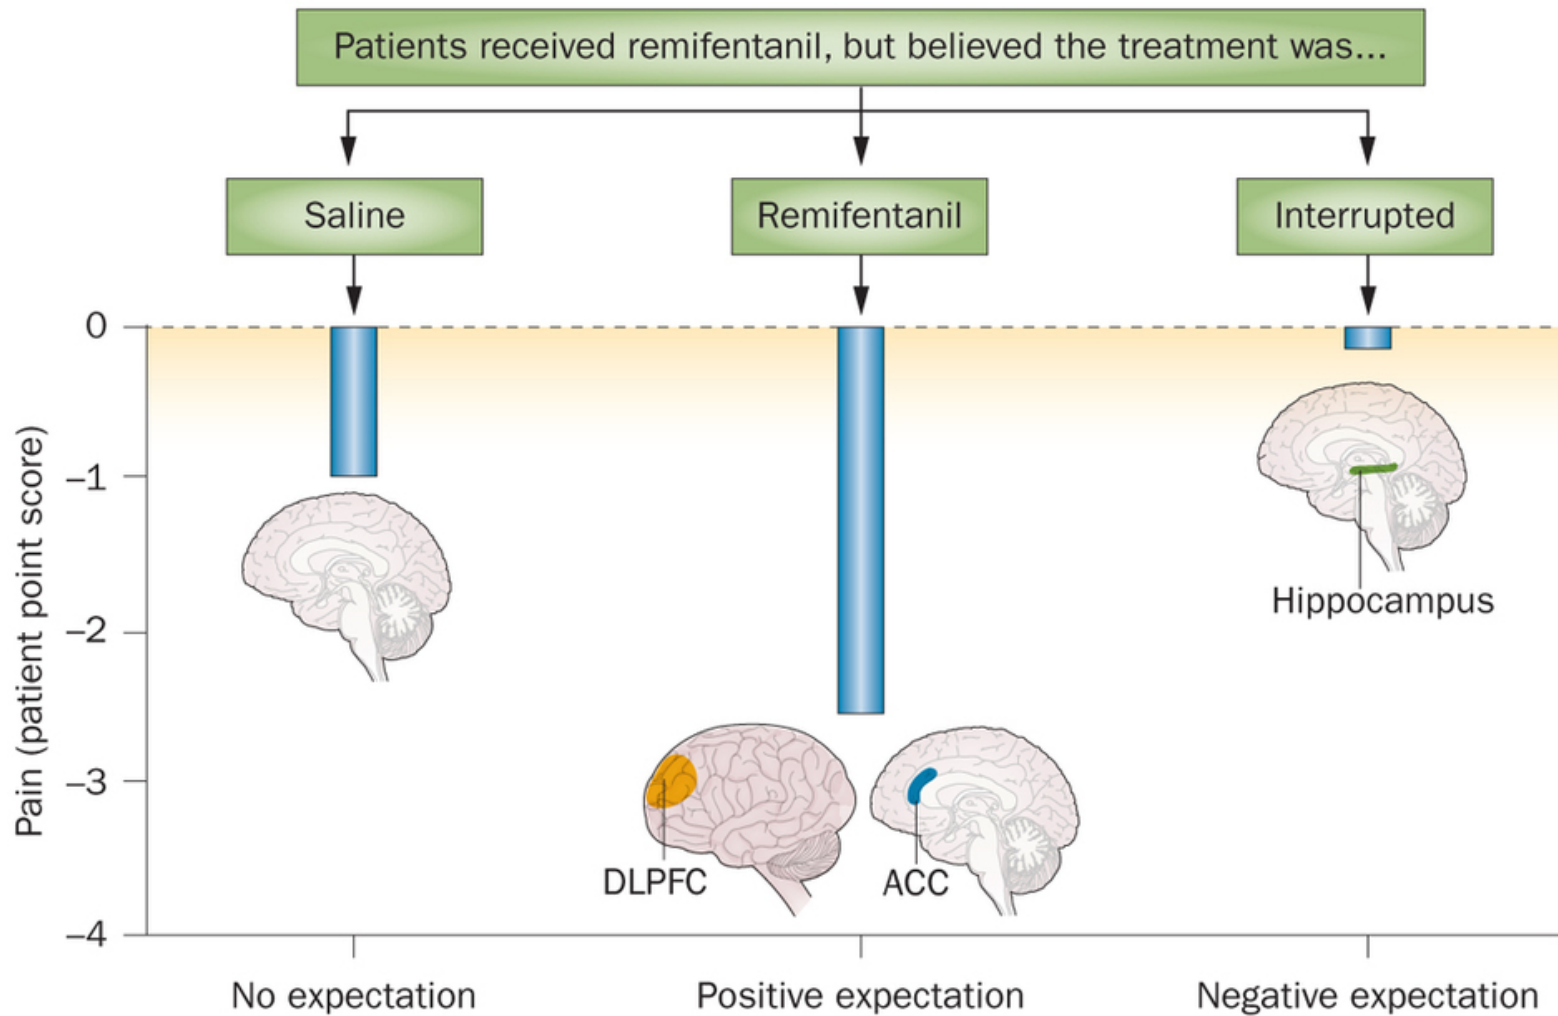 Patients received remifentanil, but believed the treatment was...
Saline
Remifentanil
Interrupted
Pain (patient point score)
0
–1
–2
–3
–4
Hippocampus
DLPFC
ACC
No expectation
Positive expectation
Negative expectation